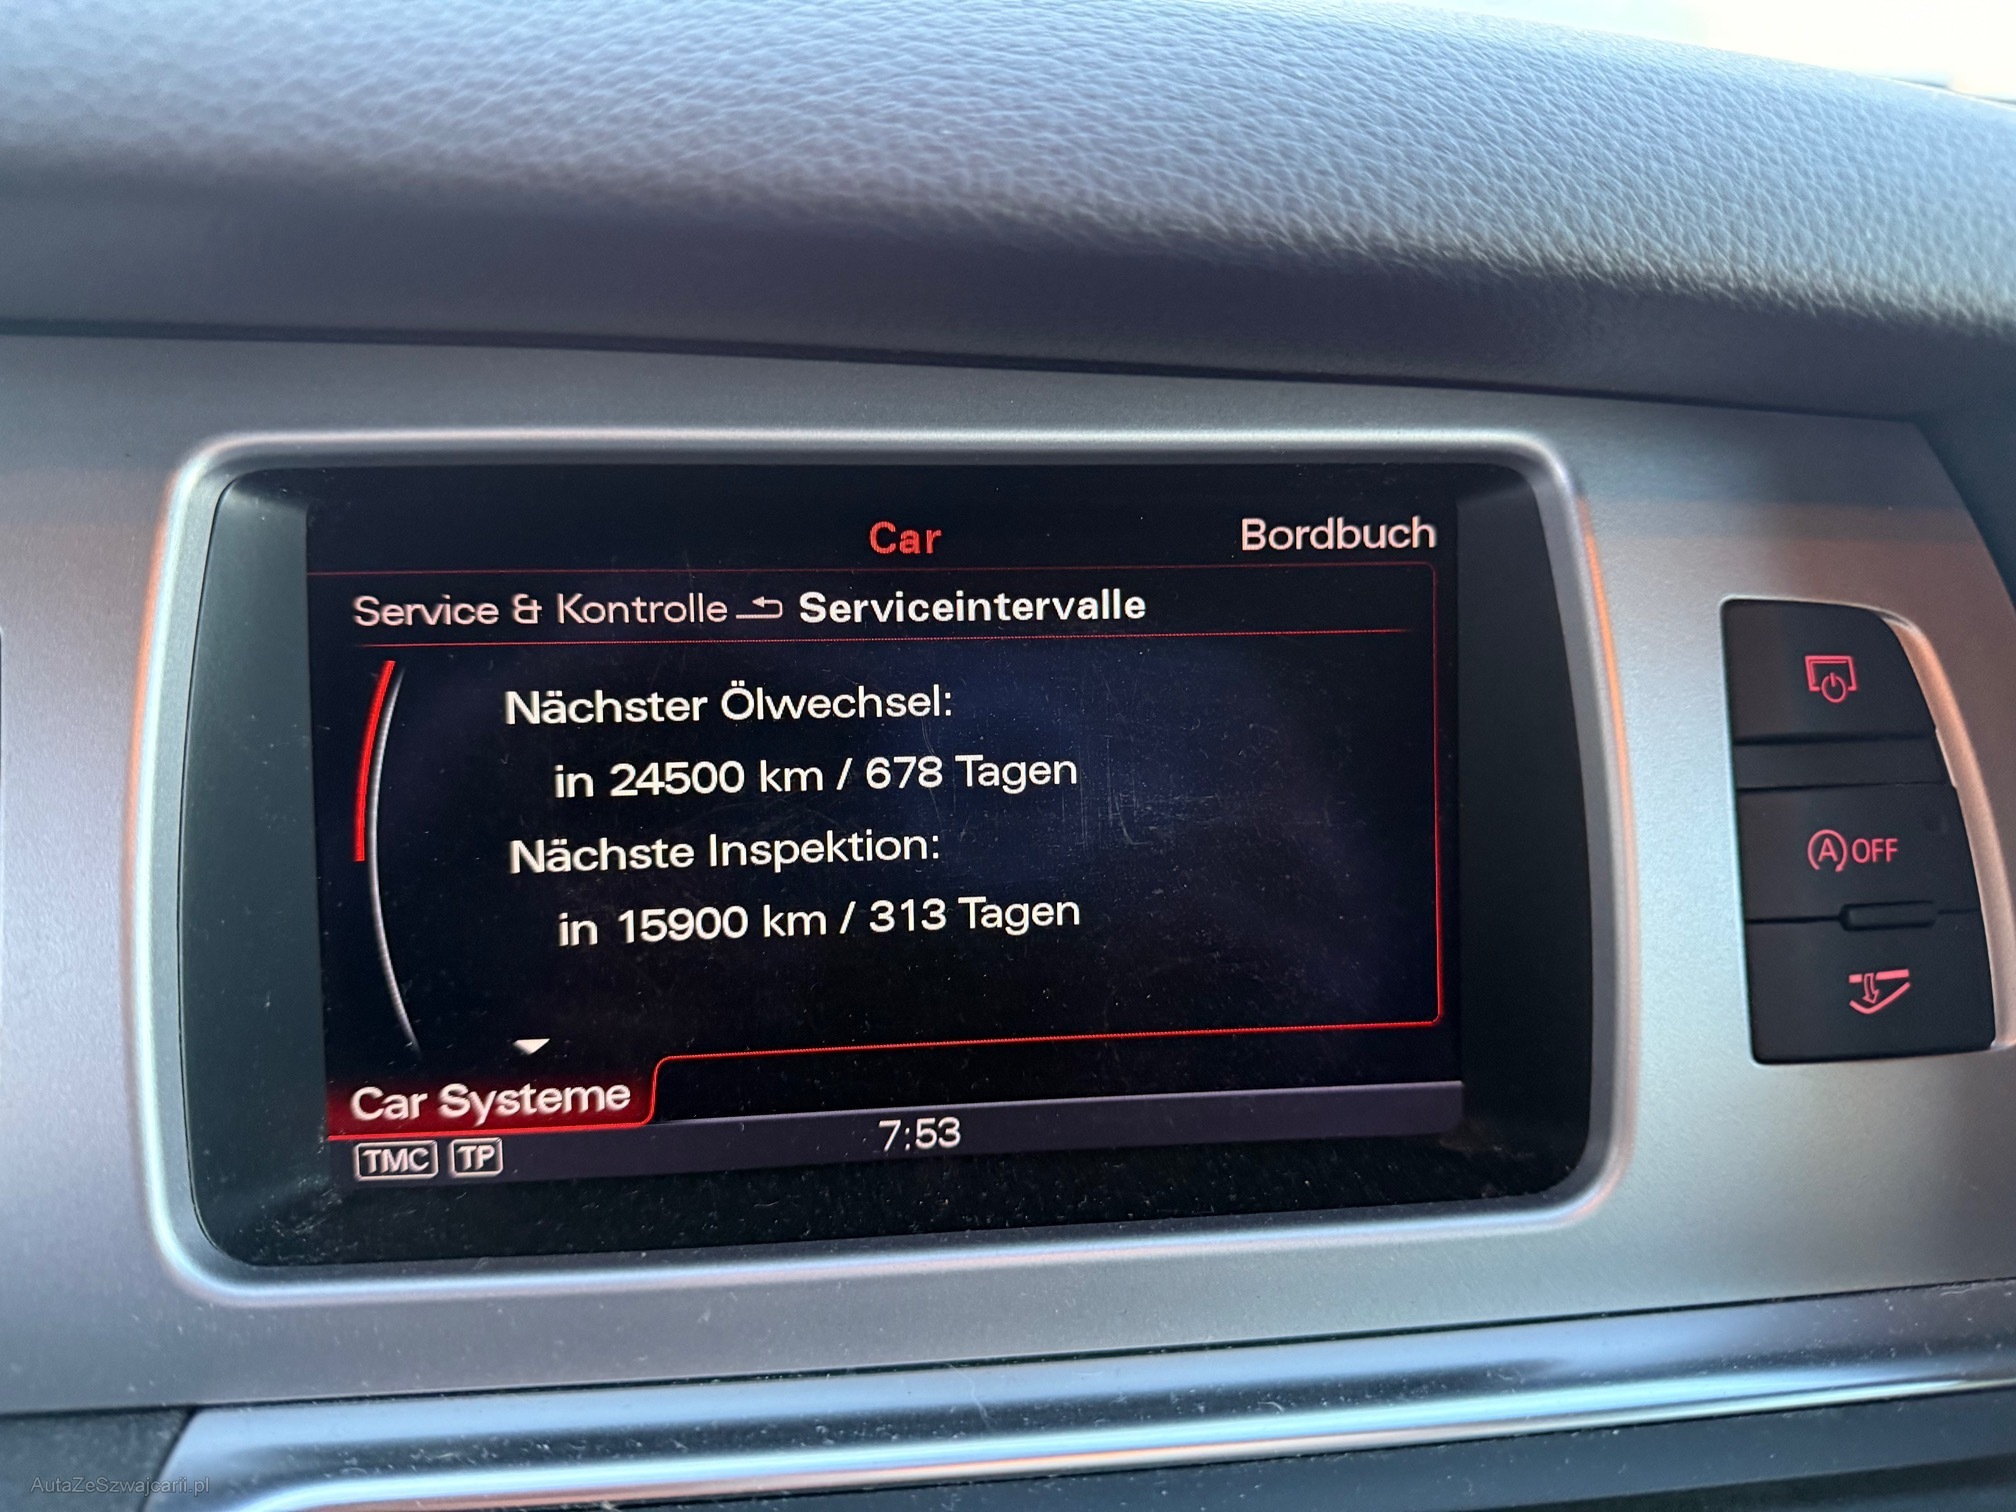 Car
Bordbuch
Service & Kontrolle Serviceintervalle
Nächster Ölwechsel:
in 24500 km / 678 Tagen
Nächste Inspektion:
in 15900 km / 313 Tagen
Car Systeme
7:53
TMC TP
A OFF
AutaZeSzwajcarii.pl